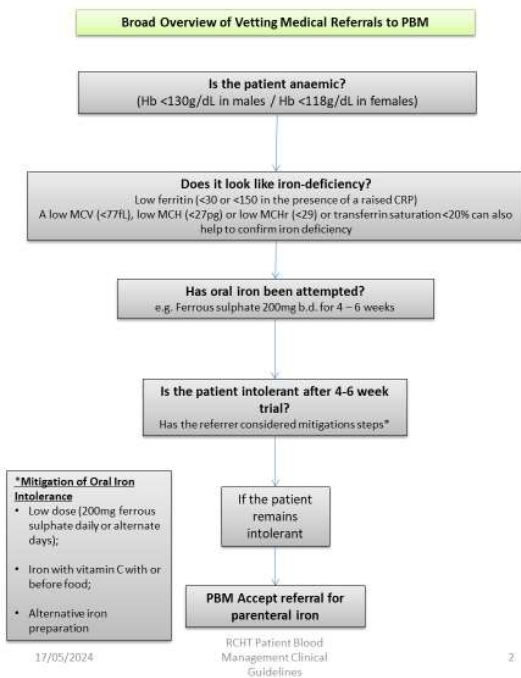 Broad Overview of Vetting Medical Referrals to PBM
Is the patient anaemic?
(Hb <130g/dL in males / Hb <118g/dL in females)
Does it look like iron-deficiency?
Low ferritin (<30 or <150 in the presence of a raised CRP)
A low MCV (<77fL), low MCH (<27pg) or low MCHr (<29) or transferrin saturation <20% can also
help to confirm iron deficiency
Has oral iron been attempted?
e.g. Ferrous sulphate 200mg b.d. for 4 – 6 weeks
Is the patient intolerant after 4-6 week
trial?
Has the referrer considered mitigations steps*
*Mitigation of Oral Iron
Intolerance
• Low dose (200mg ferrous
sulphate daily or alternate
days);
• Iron with vitamin C with or
before food;
• Alternative iron
preparation
If the patient
remains
intolerant
PBM Accept referral for
parenteral iron
17/05/2024
RCHT Patient Blood
Management Clinical
Guidelines
2